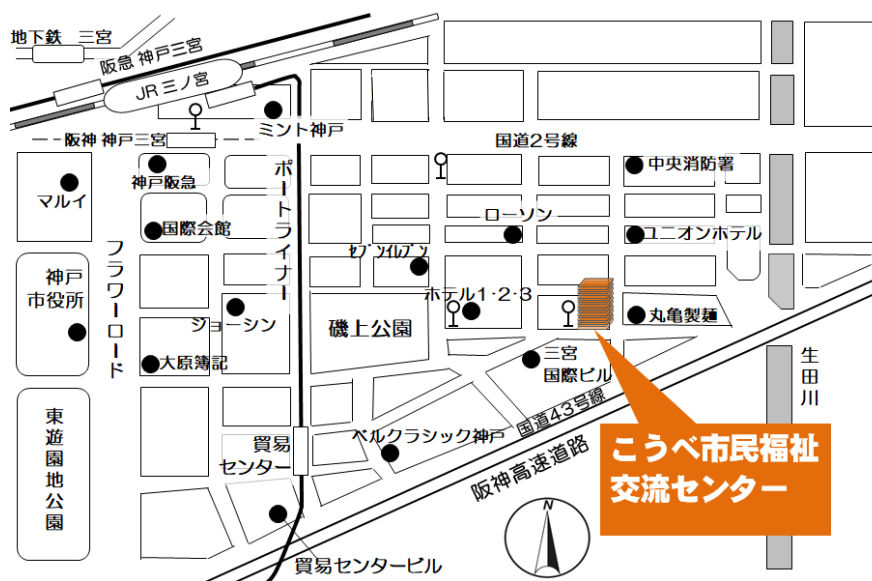 地下鉄 三宮
阪急 神戸三宮
JR 三ノ宮
ミント神戸
阪神 神戸三宮
国道2号線
中央消防署
神戸阪急
マルイ
ポートライナー
国際会館
ローソン
ユニオンホテル
フラワーロード
セブンイレブン
神戸
市役所
ホテル1・2・3
ジョーシン
磯上公園
丸亀製麺
大原簿記
三宮
国際ビル
生田川
国道43号線
東遊園地公園
貿易
センター
ベルクラシック神戸
阪神高速道路
こうべ市民福祉
交流センター
N
貿易センタービル